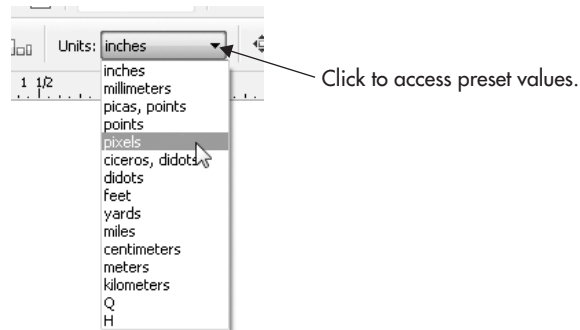 Units: inches
Click to access preset values.
1 1/2
inches
millimeters
picas, points
points
pixels
ciceros, didots
didots
feet
yards
miles
centimeters
meters
kilometers
Q
H